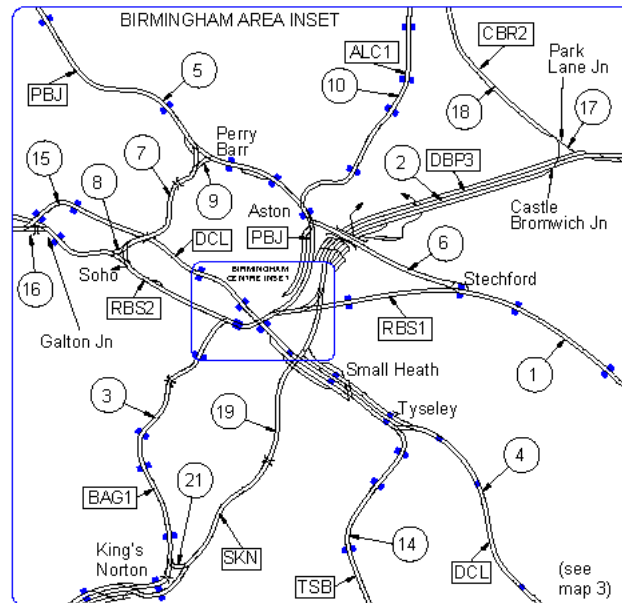 BIRMINGHAM AREA INSET
CBR2
ALC1
Park
Lane Jn
5
10
PBJ
18
17
Perry
Barr
15
7
2
DBP3
8
9
Aston
Castle
Bromwich Jn
DCL
PBJ
6
16
Soho
BIRMINGHAM
CENTRE INSET
Stechford
RBS2
RBS1
Galton Jn
Small Heath
1
3
19
Tyseley
4
BAG1
21
14
King's
Norton
SKN
TSB
DCL
(see
map 3)